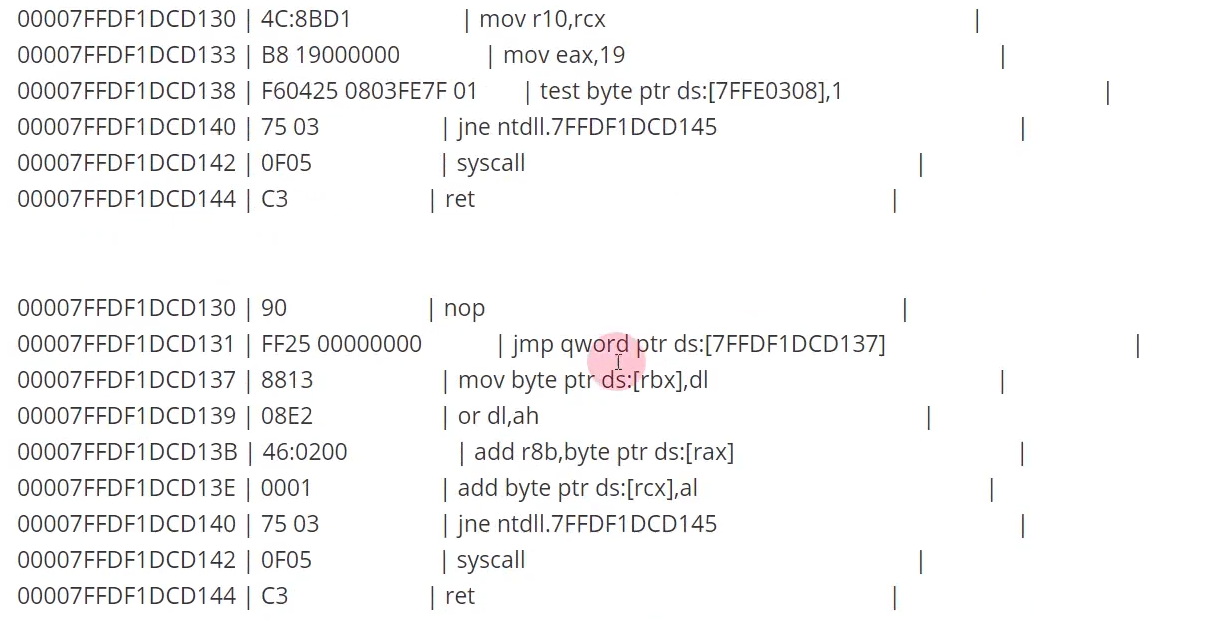 00007FFDF1DCD130 | 4C:8BD1 | mov r10,rcx |
00007FFDF1DCD133 | B8 19000000 | mov eax,19 |
00007FFDF1DCD138 | F60425 0803FE7F 01 | test byte ptr ds:[7FFE0308],1 |
00007FFDF1DCD140 | 75 03 | jne ntdll.7FFDF1DCD145 |
00007FFDF1DCD142 | 0F05 | syscall |
00007FFDF1DCD144 | C3 | ret |
00007FFDF1DCD130 | 90 | nop |
00007FFDF1DCD131 | FF25 00000000 | jmp qword ptr ds:[7FFDF1DCD137] |
00007FFDF1DCD137 | 8813 | mov byte ptr ds:[rbx],dl |
00007FFDF1DCD139 | 08E2 | or dl,ah |
00007FFDF1DCD13B | 46:0200 | add r8b,byte ptr ds:[rax] |
00007FFDF1DCD13E | 0001 | add byte ptr ds:[rcx],al |
00007FFDF1DCD140 | 75 03 | jne ntdll.7FFDF1DCD145 |
00007FFDF1DCD142 | 0F05 | syscall |
00007FFDF1DCD144 | C3 | ret |